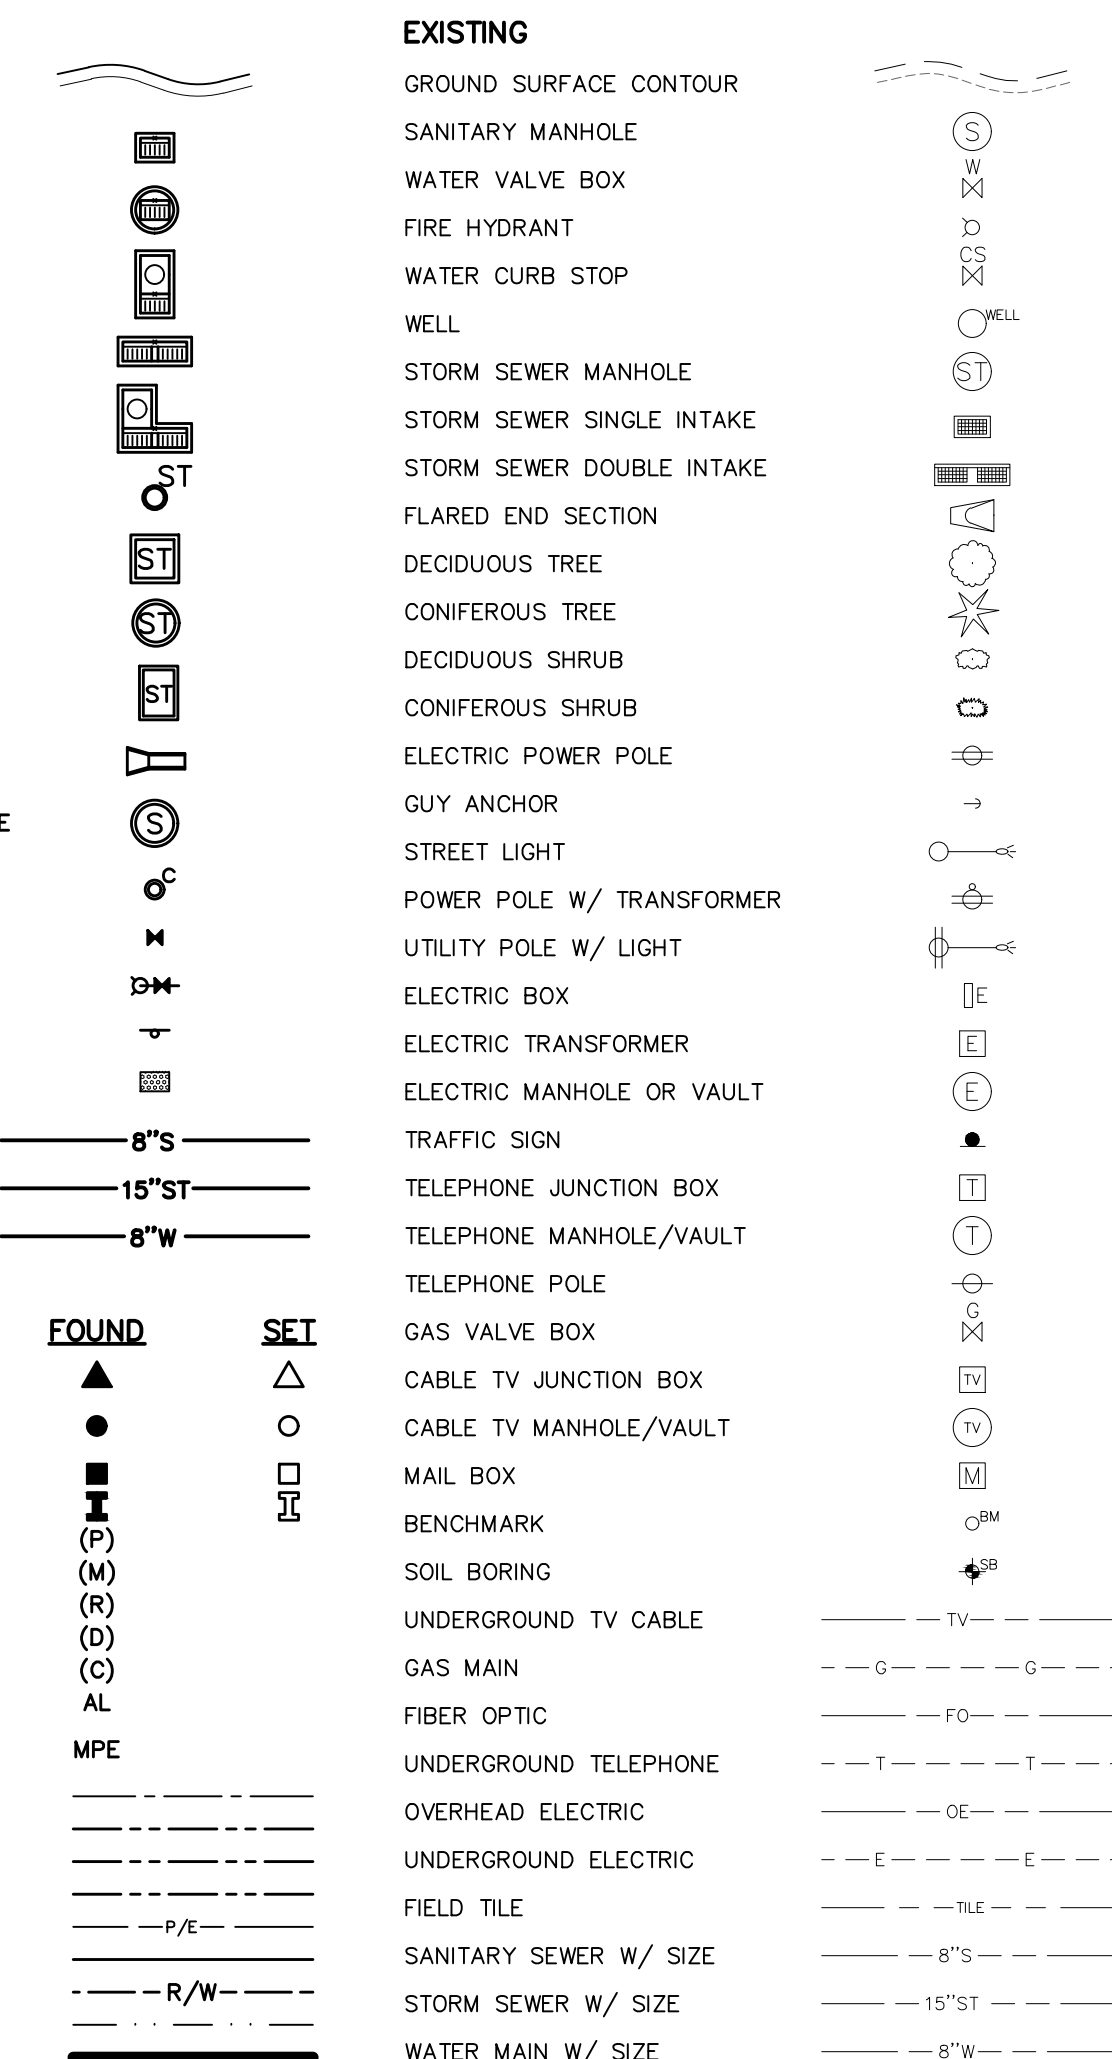 EXISTING
GROUND SURFACE CONTOUR
SANITARY MANHOLE S
WATER VALVE BOX W
FIRE HYDRANT
WATER CURB STOP CS
WELL WELL
STORM SEWER MANHOLE ST
STORM SEWER SINGLE INTAKE
ST STORM SEWER DOUBLE INTAKE
FLARED END SECTION
ST DECIDUOUS TREE
ST CONIFEROUS TREE
DECIDUOUS SHRUB
ST CONIFEROUS SHRUB
ELECTRIC POWER POLE
GUY ANCHOR
E S
STREET LIGHT
C POWER POLE W/ TRANSFORMER
UTILITY POLE W/ LIGHT
ELECTRIC BOX E
ELECTRIC TRANSFORMER E
ELECTRIC MANHOLE OR VAULT E
8"S TRAFFIC SIGN
15"ST TELEPHONE JUNCTION BOX T
8"W TELEPHONE MANHOLE/VAULT T
TELEPHONE POLE
FOUND SET GAS VALVE BOX G
CABLE TV JUNCTION BOX TV
CABLE TV MANHOLE/VAULT TV
MAIL BOX M
BENCHMARK BM
(P)
(M) SOIL BORING SB
(R) UNDERGROUND TV CABLE TV
(D)
(C) GAS MAIN G G
AL FIBER OPTIC FO
MPE UNDERGROUND TELEPHONE T T
OVERHEAD ELECTRIC OE
UNDERGROUND ELECTRIC E E
FIELD TILE TILE
P/E
SANITARY SEWER W/ SIZE 8"S
R/W STORM SEWER W/ SIZE 15"ST
WATER MAIN W/ SIZE 8"W